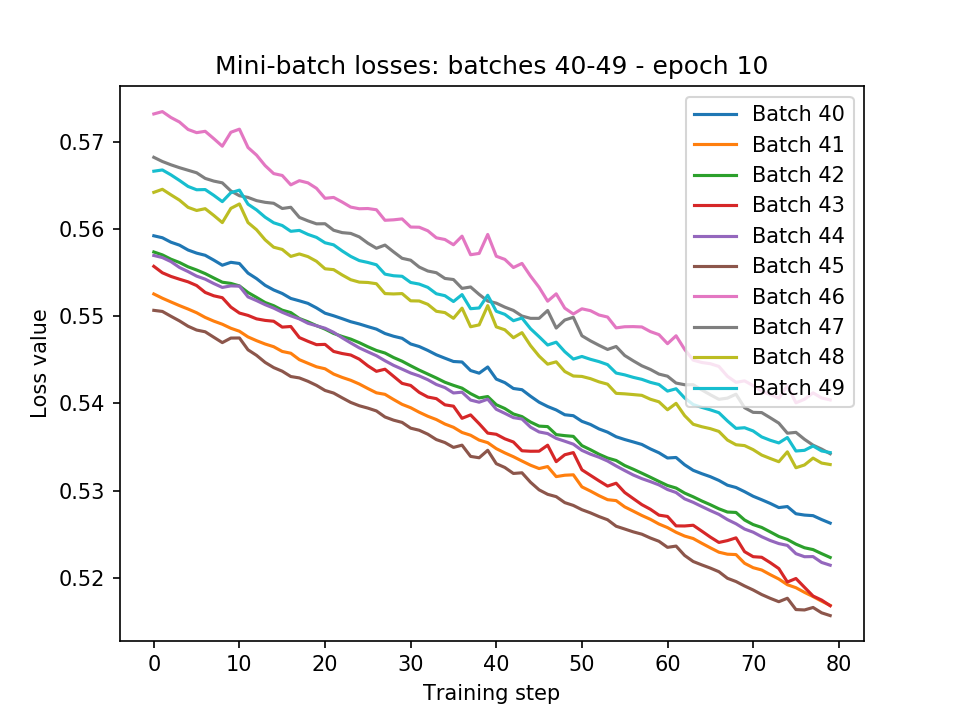 Mini-batch losses: batches 40-49 - epoch 10
Loss value
0.57
0.56
0.55
0.54
0.53
0.52
Batch 40
Batch 41
Batch 42
Batch 43
Batch 44
Batch 45
Batch 46
Batch 47
Batch 48
Batch 49
0 10 20 30 40 50 60 70 80
Training step